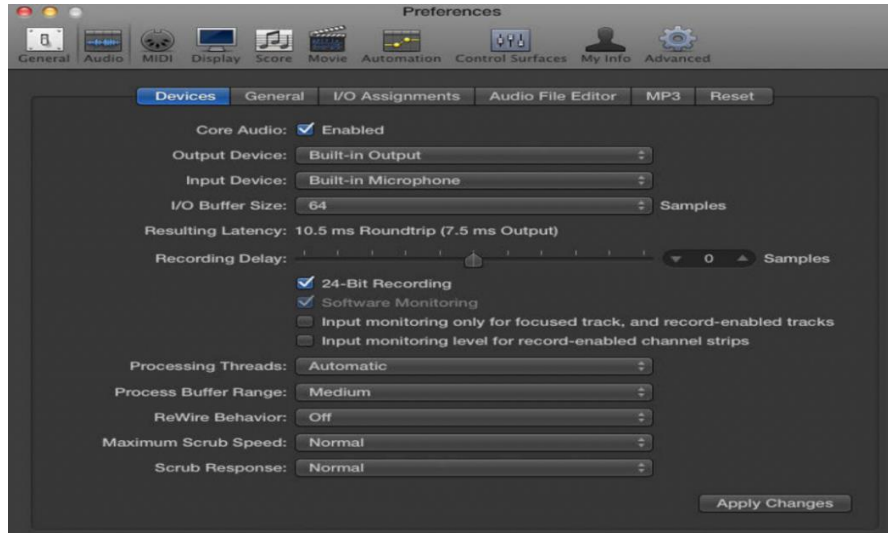 Preferences
General Audio MIDI Display Score Movie Automation Control Surfaces My Info Advanced
Devices General I/O Assignments Audio File Editor MP3 Reset
Core Audio: Enabled
Output Device: Built-in Output
Input Device: Built-in Microphone
I/O Buffer Size: 64 Samples
Resulting Latency: 10.5 ms Roundtrip (7.5 ms Output)
Recording Delay: 0 Samples
24-Bit Recording
Software Monitoring
Input monitoring only for focused track, and record-enabled tracks
Input monitoring level for record-enabled channel strips
Processing Threads: Automatic
Process Buffer Range: Medium
ReWire Behavior: Off
Maximum Scrub Speed: Normal
Scrub Response: Normal
Apply Changes